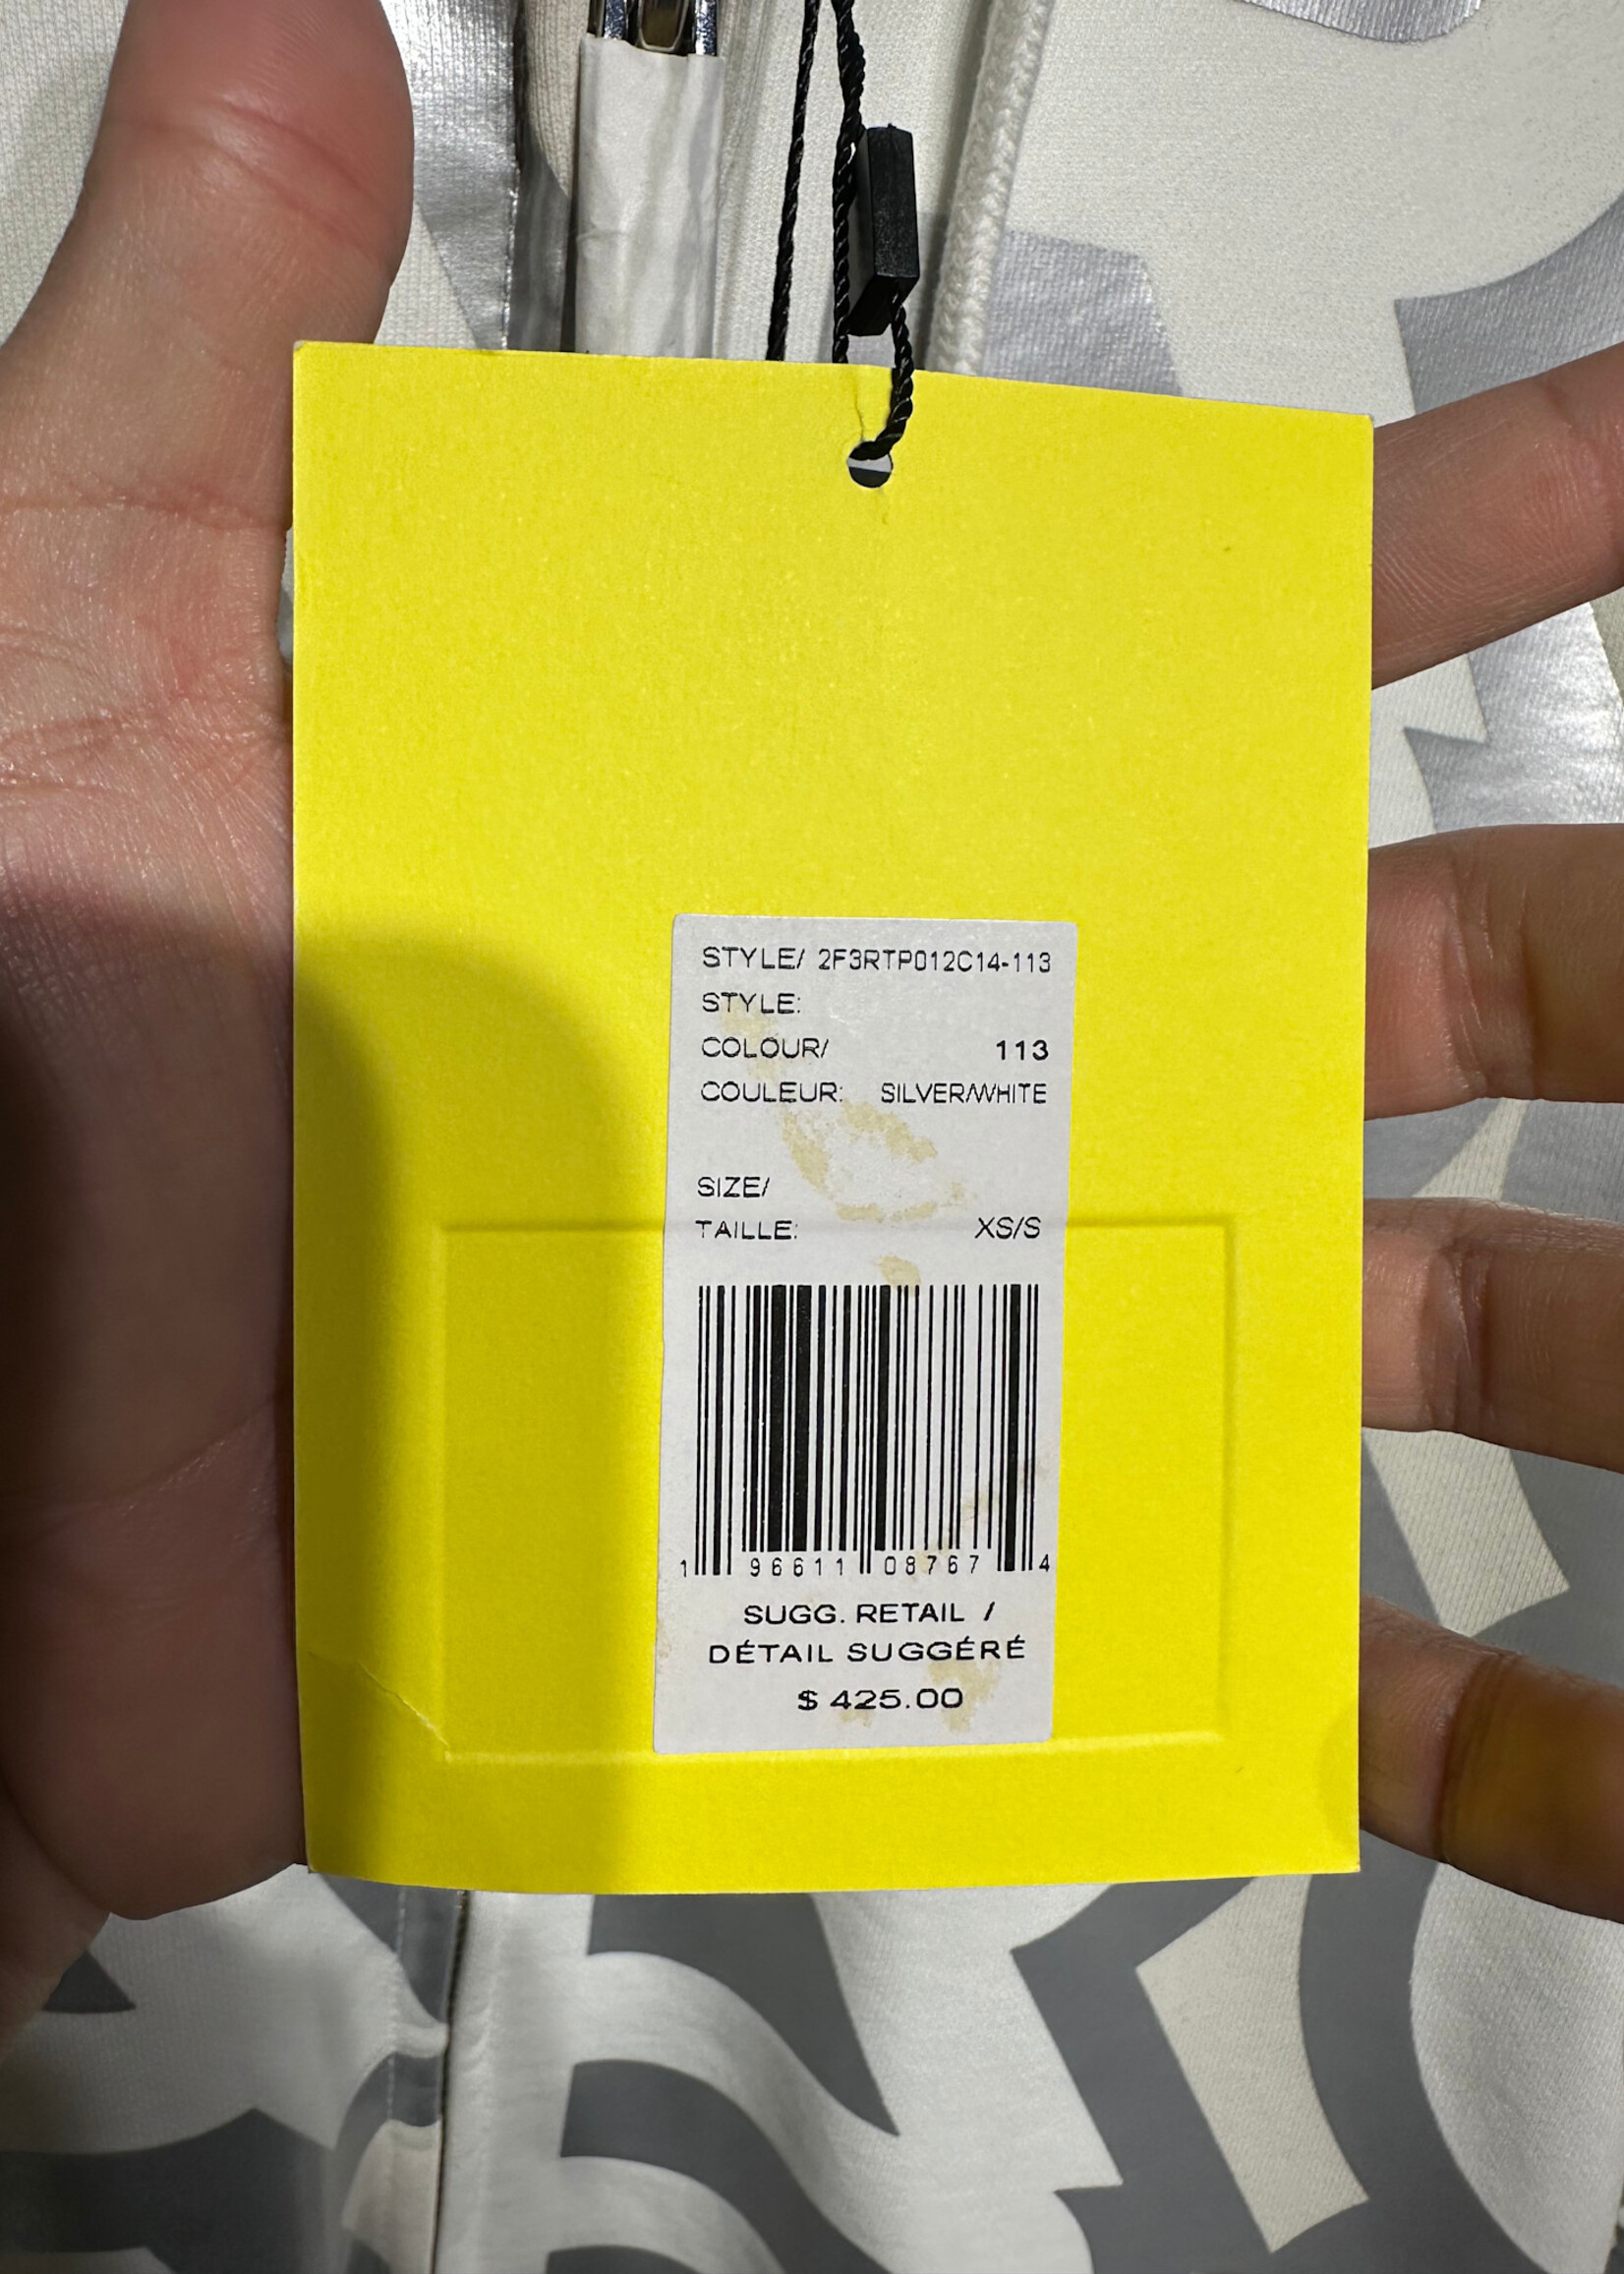 STYLE/ 2F3RTP012C14-113
STYLE:
COLOUR/ 113
COULEUR: SILVER/WHITE
SIZE/
TAILLE: XS/S
1 96611 08767 4
SUGG. RETAIL /
DÉTAIL SUGGÉRÉ
$ 425.00